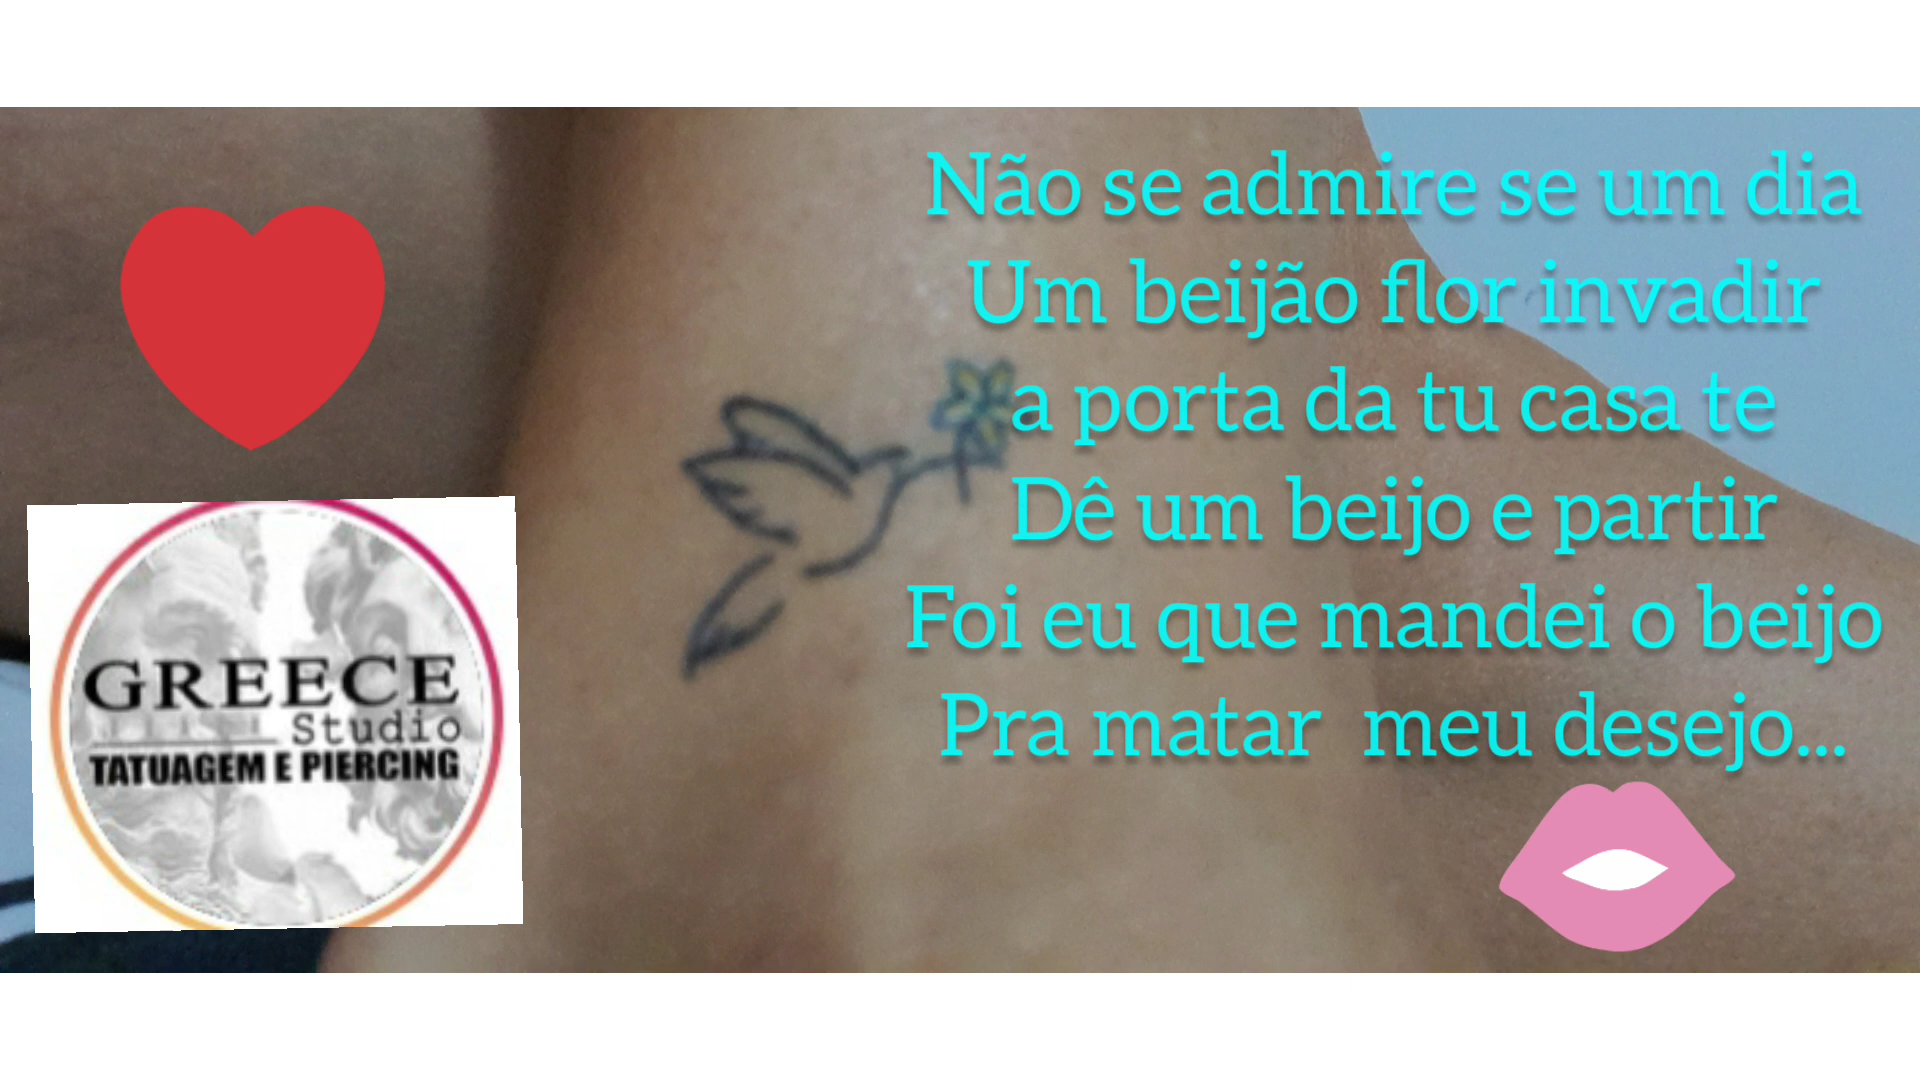 Não se admire se um dia
Um beijão flor invadir
a porta da tu casa te
Dê um beijo e partir
Foi eu que mandei o beijo
Pra matar meu desejo...
GREECE
Studio
TATUAGEM E PIERCING